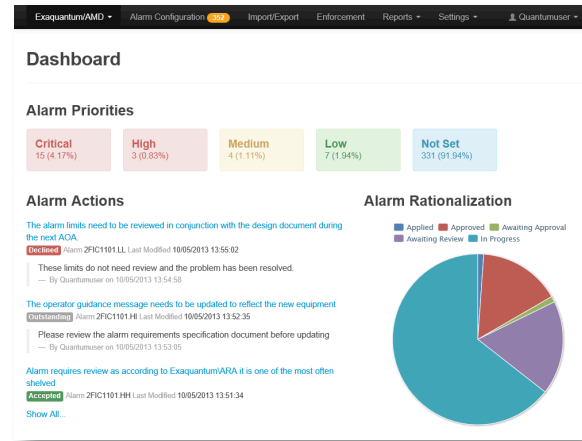 Exaquantum/AMD
Alarm Configuration 352
Import/Export
Enforcement
Reports
Settings
Quantumuser
Dashboard
Alarm Priorities
Critical
15 (4.17%)
High
3 (0.83%)
Medium
4 (1.11%)
Low
7 (1.94%)
Not Set
331 (91.94%)
Alarm Actions
The alarm limits need to be reviewed in conjunction with the design document during
the next AOA.
Declined Alarm 2FIC1101.LL Last Modified 10/05/2013 13:55:02
These limits do not need review and the problem has been resolved.
— By Quantumuser on 10/05/2013 13:54:58
The operator guidance message needs to be updated to reflect the new equipment
Outstanding Alarm 2FIC1101.HI Last Modified 10/05/2013 13:52:35
Please review the alarm requirements specification document before updating
— By Quantumuser on 10/05/2013 13:53:05
Alarm requires review as according to Exaquantum\ARA it is one of the most often
shelved
Accepted Alarm 2FIC1101.HH Last Modified 10/05/2013 13:51:34
Show All...
Alarm Rationalization
Applied Approved Awaiting Approval
Awaiting Review In Progress